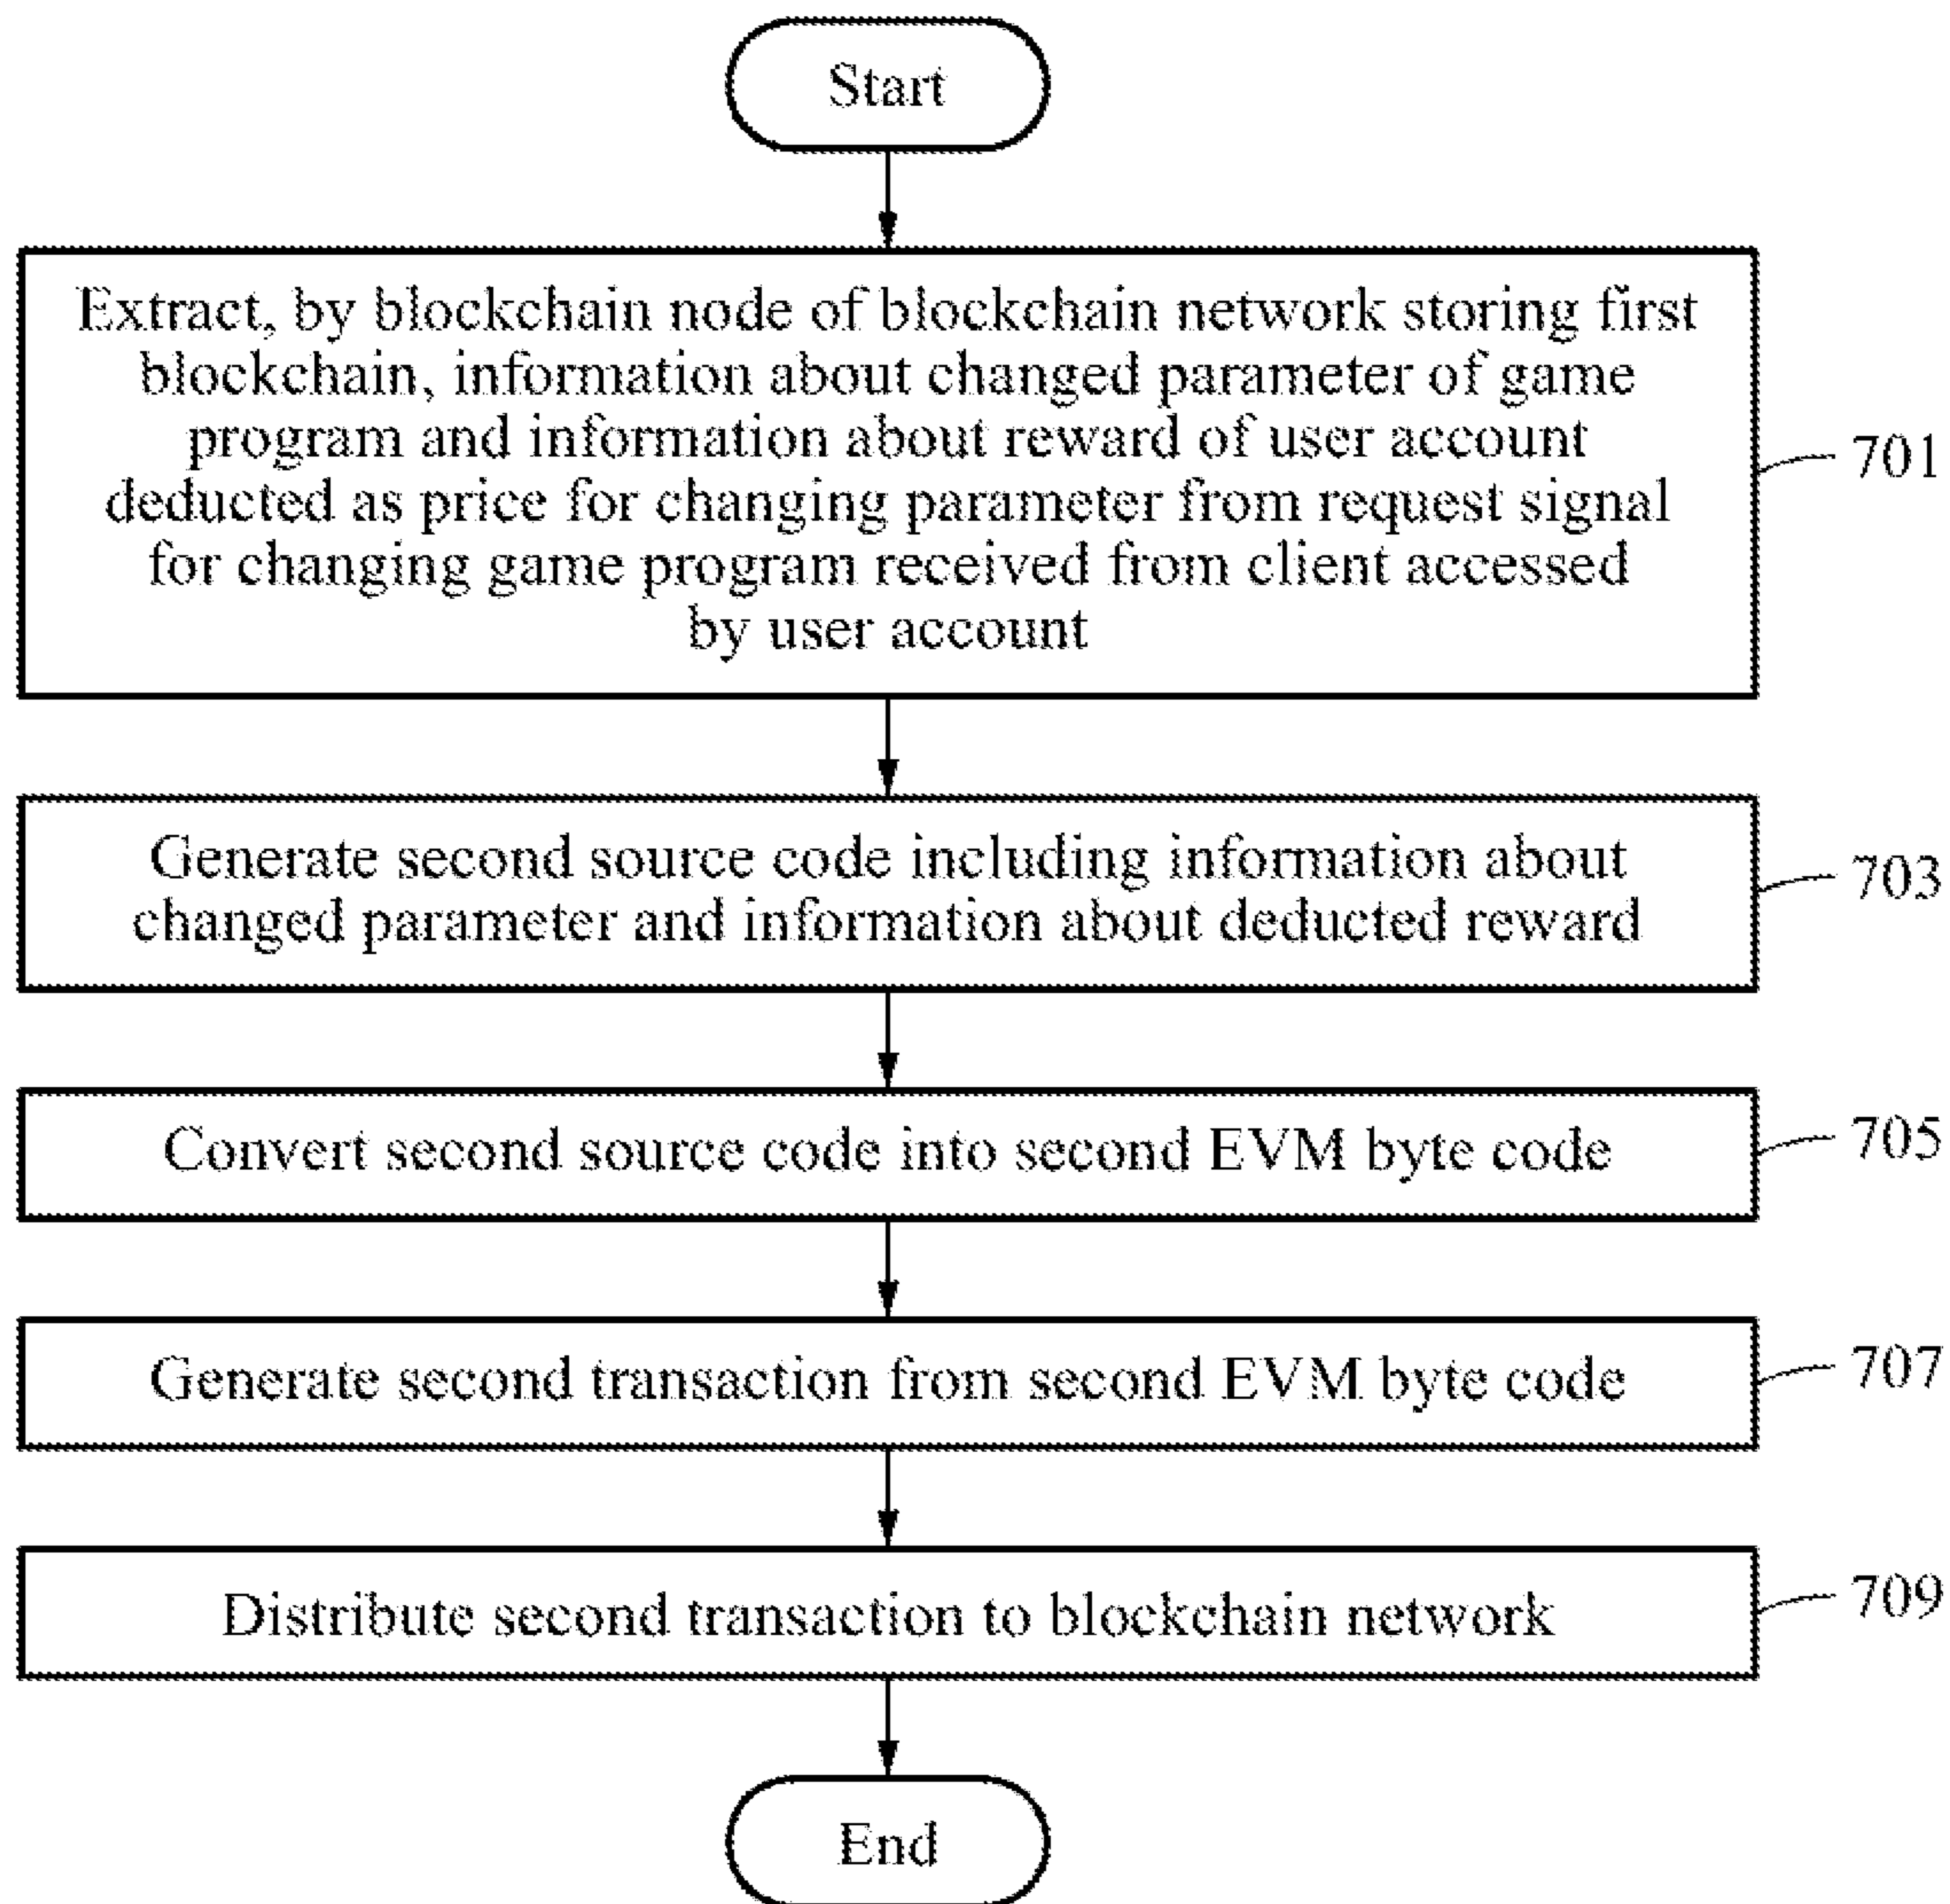 Start
Extract, by blockchain node of blockchain network storing first
blockchain, information about changed parameter of game
program and information about reward of user account
deducted as price for changing parameter from request signal
for changing game program received from client accessed
by user account
701
Generate second source code including information about
changed parameter and information about deducted reward
703
Convert second source code into second EVM byte code
705
Generate second transaction from second EVM byte code
707
Distribute second transaction to blockchain network
709
End